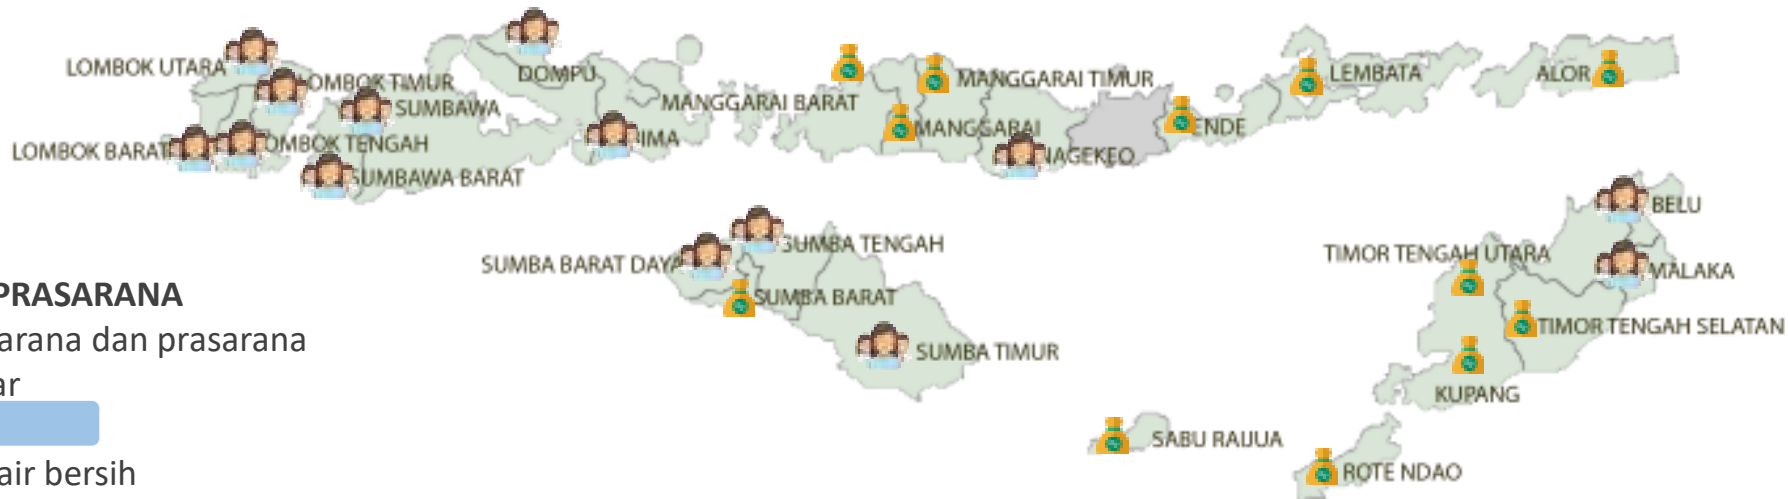 LOMBOK UTARA
LOMBOK TIMUR
DOMPU
SUMBAWA
MANGGARAI BARAT
MANGGARAI TIMUR
LEMBATA
ALOR
LOMBOK BARAT
LOMBOK TENGAH
SUMBAWA BARAT
BIMA
MANGGARAI
NAGEKEO
ENDE
BELU
SUMBA BARAT DAYA
SUMBA TENGAH
TIMOR TENGAH UTARA
MALAKA
SUMBA BARAT
TIMOR TENGAH SELATAN
SUMBA TIMUR
KUPANG
SABU RAIJUA
ROTE NDAO
PRASARANA
arana dan prasarana
ar
air bersih